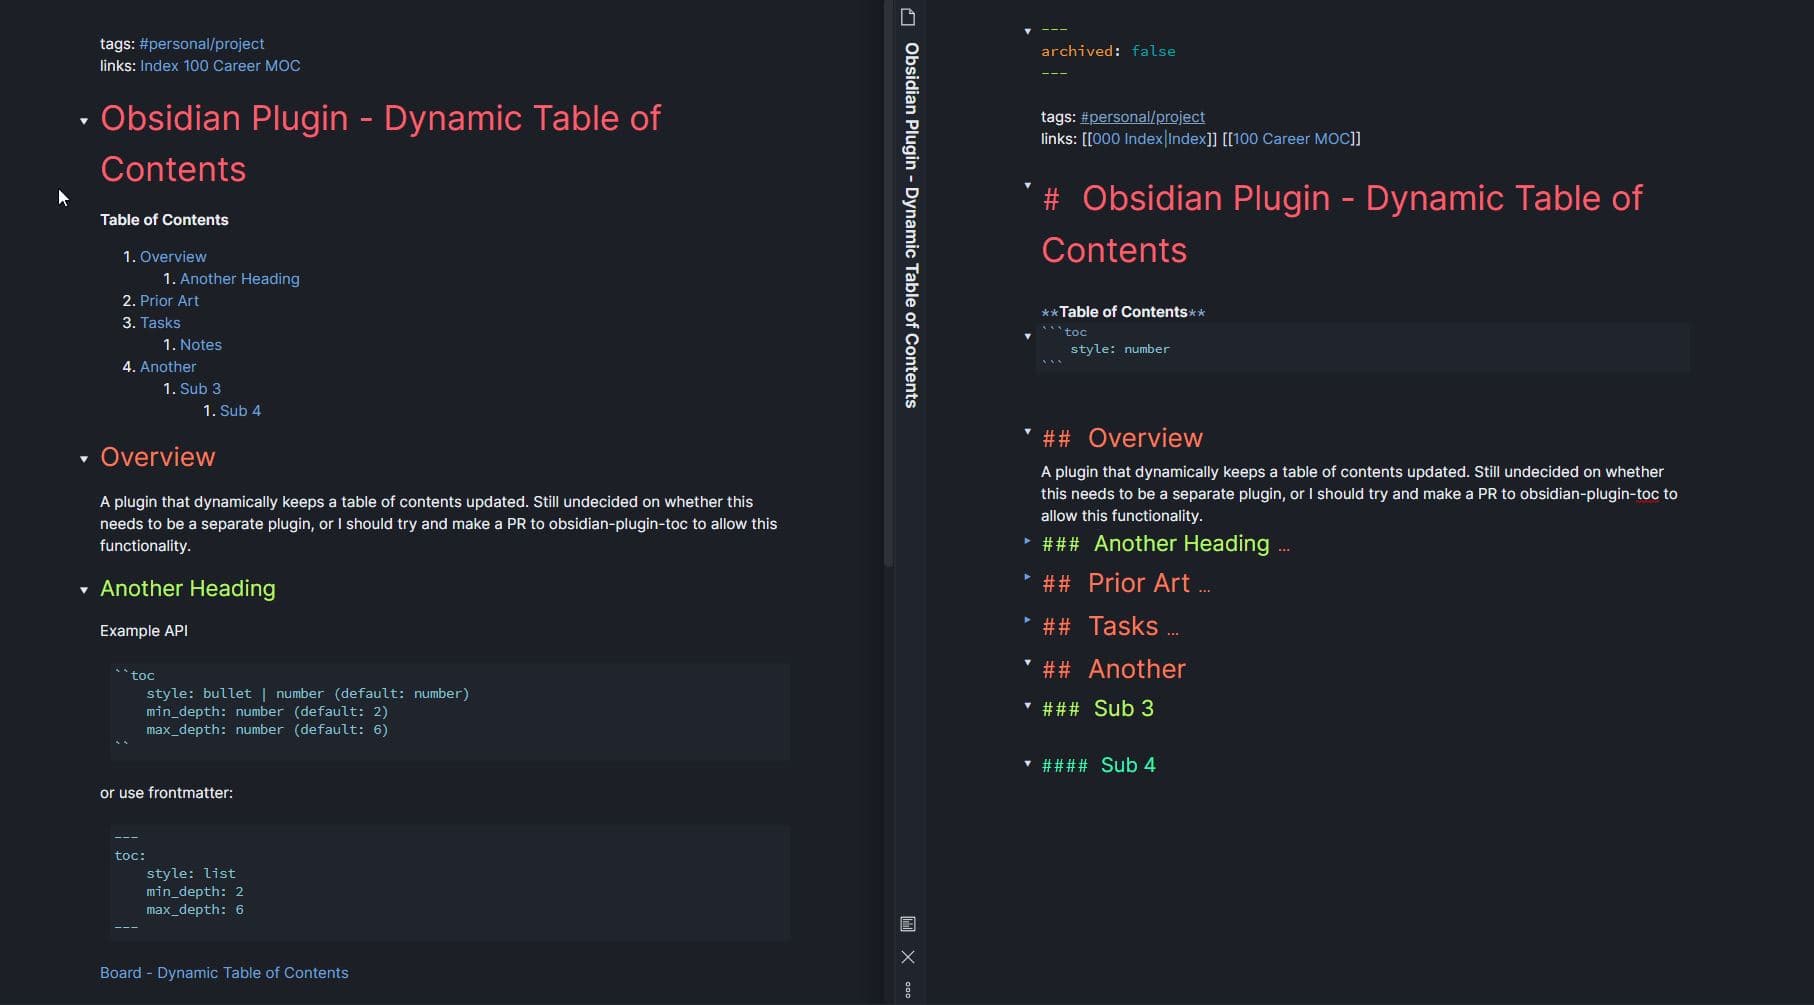 tags: #personal/project
links: Index 100 Career MOC
Obsidian Plugin - Dynamic Table of
Contents
Table of Contents
1. Overview
1. Another Heading
2. Prior Art
3. Tasks
1. Notes
4. Another
1. Sub 3
1. Sub 4
Overview
A plugin that dynamically keeps a table of contents updated. Still undecided on whether this
needs to be a separate plugin, or I should try and make a PR to obsidian-plugin-toc to allow this
functionality.
Another Heading
Example API
``toc
style: bullet | number (default: number)
min_depth: number (default: 2)
max_depth: number (default: 6)
``
or use frontmatter:
---
toc:
style: list
min_depth: 2
max_depth: 6
---
Board - Dynamic Table of Contents
Obsidian Plugin - Dynamic Table of Contents
---
archived: false
---
tags: #personal/project
links: [[000 Index|Index]] [[100 Career MOC]]
# Obsidian Plugin - Dynamic Table of
Contents
**Table of Contents**
```toc
style: number
```
## Overview
A plugin that dynamically keeps a table of contents updated. Still undecided on whether
this needs to be a separate plugin, or I should try and make a PR to obsidian-plugin-toc to
allow this functionality.
### Another Heading ...
## Prior Art ...
## Tasks ...
## Another
### Sub 3
#### Sub 4